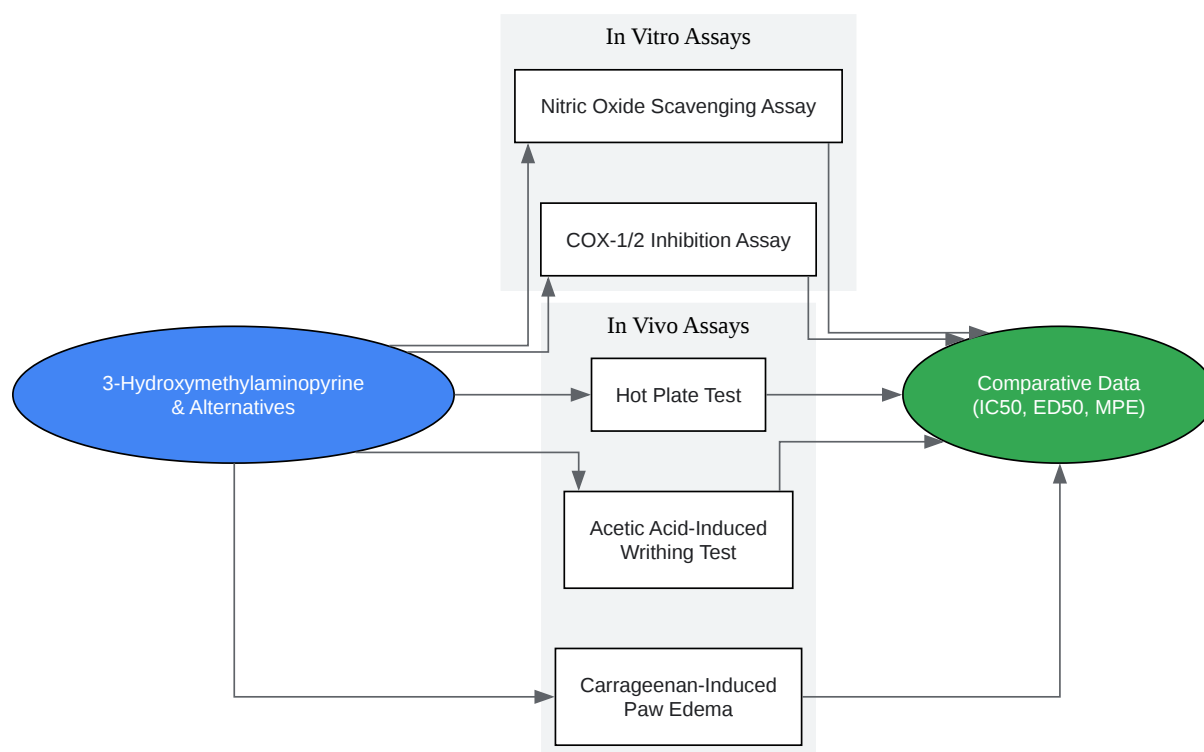 In Vitro Assays
Nitric Oxide Scavenging Assay
COX-1/2 Inhibition Assay
In Vivo Assays
3-Hydroxymethylaminopyrine
& Alternatives
Hot Plate Test
Comparative Data
(IC50, ED50, MPE)
Acetic Acid-Induced
Writhing Test
Carrageenan-Induced
Paw Edema